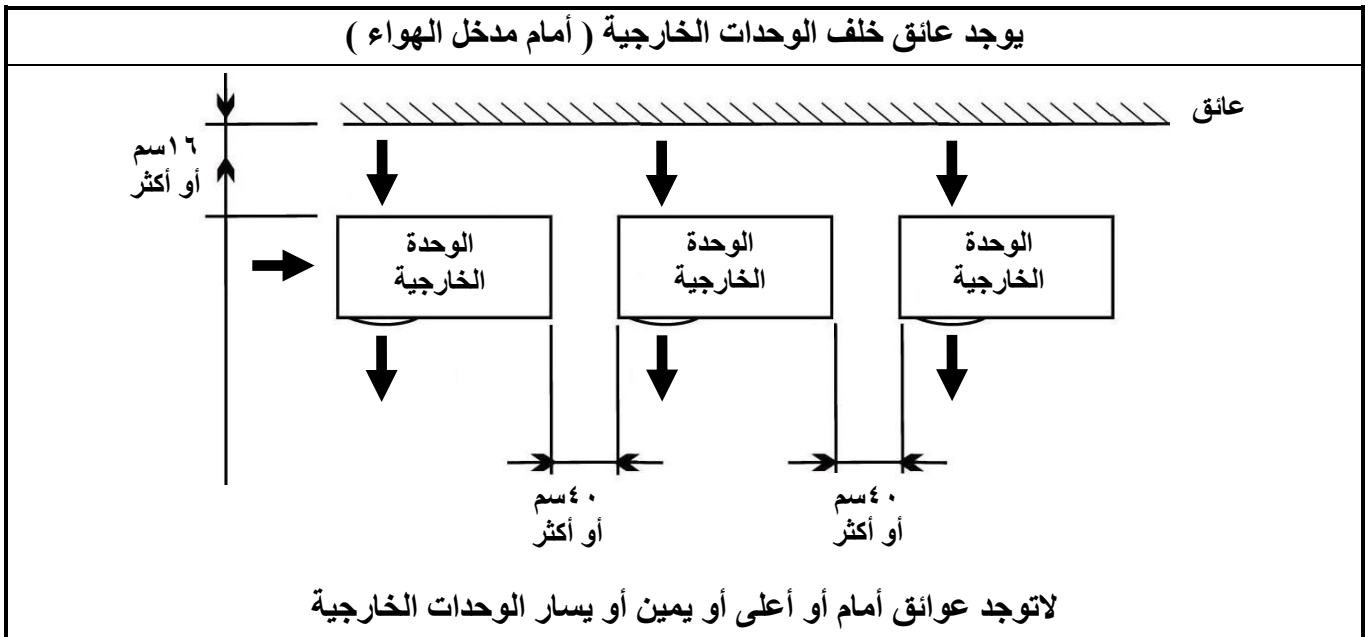 يوجد عائق خلف الوحدات الخارجية ( أمام مدخل الهواء )
عائق
١٦سم
أو أكثر
الوحدة
الخارجية
الوحدة
الخارجية
الوحدة
الخارجية
٤٠سم
أو أكثر
٤٠سم
أو أكثر
لاتوجد عوائق أمام أو أعلى أو يمين أو يسار الوحدات الخارجية